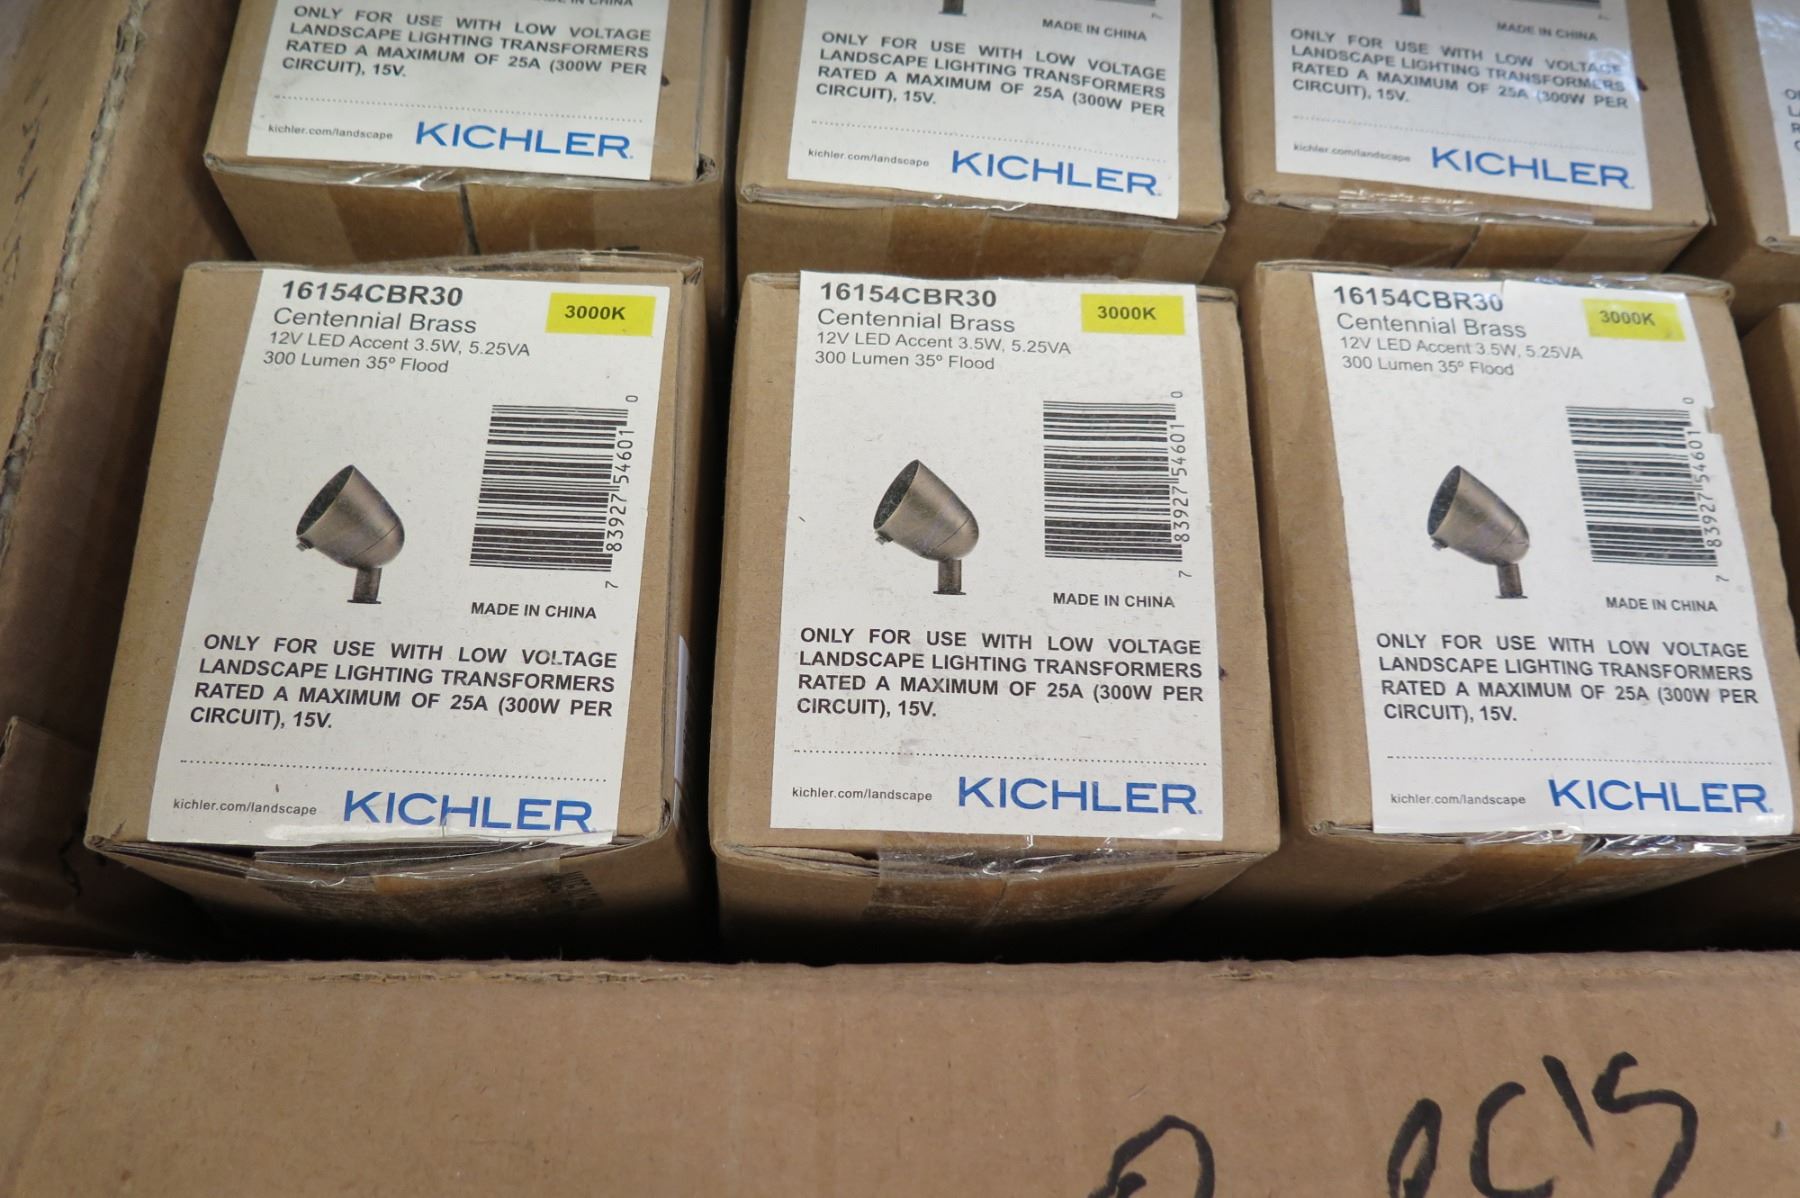 MADE IN CHINA
ONLY FOR USE WITH LOW VOLTAGE
LANDSCAPE LIGHTING TRANSFORMERS
RATED A MAXIMUM OF 25A (300W PER
CIRCUIT), 15V.
kichler.com/landscape KICHLER
MADE IN CHINA
ONLY FOR USE WITH LOW VOLTAGE
LANDSCAPE LIGHTING TRANSFORMERS
RATED A MAXIMUM OF 25A (300W PER
CIRCUIT), 15V.
kichler.com/landscape KICHLER
MADE IN CHINA
ONLY FOR USE WITH LOW VOLTAGE
LANDSCAPE LIGHTING TRANSFORMERS
RATED A MAXIMUM OF 25A (300W PER
CIRCUIT), 15V.
kichler.com/landscape KICHLER
16154CBR30
3000K
Centennial Brass
12V LED Accent 3.5W, 5.25VA
300 Lumen 35º Flood
7 83927 54601 0
MADE IN CHINA
ONLY FOR USE WITH LOW VOLTAGE
LANDSCAPE LIGHTING TRANSFORMERS
RATED A MAXIMUM OF 25A (300W PER
CIRCUIT), 15V.
kichler.com/landscape KICHLER
16154CBR30
3000K
Centennial Brass
12V LED Accent 3.5W, 5.25VA
300 Lumen 35º Flood
7 83927 54601 0
MADE IN CHINA
ONLY FOR USE WITH LOW VOLTAGE
LANDSCAPE LIGHTING TRANSFORMERS
RATED A MAXIMUM OF 25A (300W PER
CIRCUIT), 15V.
kichler.com/landscape KICHLER
16154CBR30
3000K
Centennial Brass
12V LED Accent 3.5W, 5.25VA
300 Lumen 35º Flood
7 83927 54601 0
MADE IN CHINA
ONLY FOR USE WITH LOW VOLTAGE
LANDSCAPE LIGHTING TRANSFORMERS
RATED A MAXIMUM OF 25A (300W PER
CIRCUIT), 15V.
kichler.com/landscape KICHLER